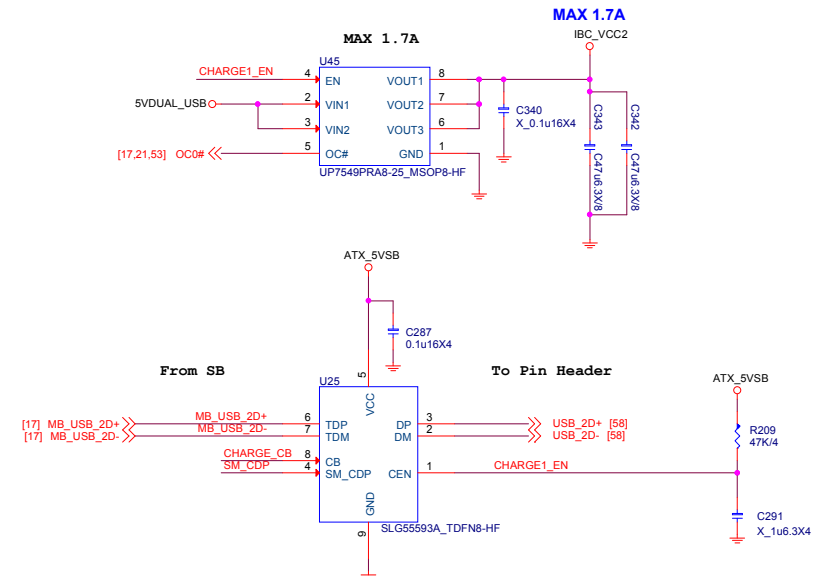 MAX 1.7A
MAX 1.7A
IBC_VCC2
U45
CHARGE1_EN
4
EN
VOUT1
8
5VDUAL_USB
2
VIN1
VOUT2
7
3
VIN2
VOUT3
6
[17,21,53] OC0#
5
OC#
GND
1
UP7549PRA8-25_MSOP8-HF
C340
X_0.1u16X4
C343
C47u6.3X/8
C342
C47u6.3X/8
ATX_5VSB
C287
0.1u16X4
From SB
To Pin Header
U25
5
VCC
[17] MB_USB_2D+
MB_USB_2D+
6
TDP
DP
3
USB_2D+ [58]
[17] MB_USB_2D-
MB_USB_2D-
7
TDM
DM
2
USB_2D- [58]
CHARGE_CB
8
CB
SM_CDP
4
SM_CDP
CEN
1
CHARGE1_EN
GND
9
SLG55593A_TDFN8-HF
ATX_5VSB
R209
47K/4
C291
X_1u6.3X4